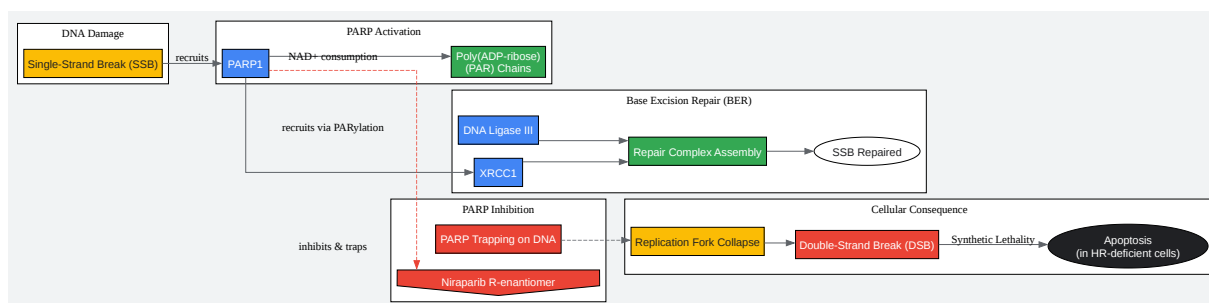 DNA Damage
Single-Strand Break (SSB)
recruits
PARP Activation
PARP1
NAD+ consumption
Poly(ADP-ribose)
(PAR) Chains
recruits via PARylation
Base Excision Repair (BER)
DNA Ligase III
XRCC1
Repair Complex Assembly
SSB Repaired
inhibits & traps
PARP Inhibition
PARP Trapping on DNA
Niraparib R-enantiomer
Cellular Consequence
Replication Fork Collapse
Double-Strand Break (DSB)
Synthetic Lethality
Apoptosis
(in HR-deficient cells)